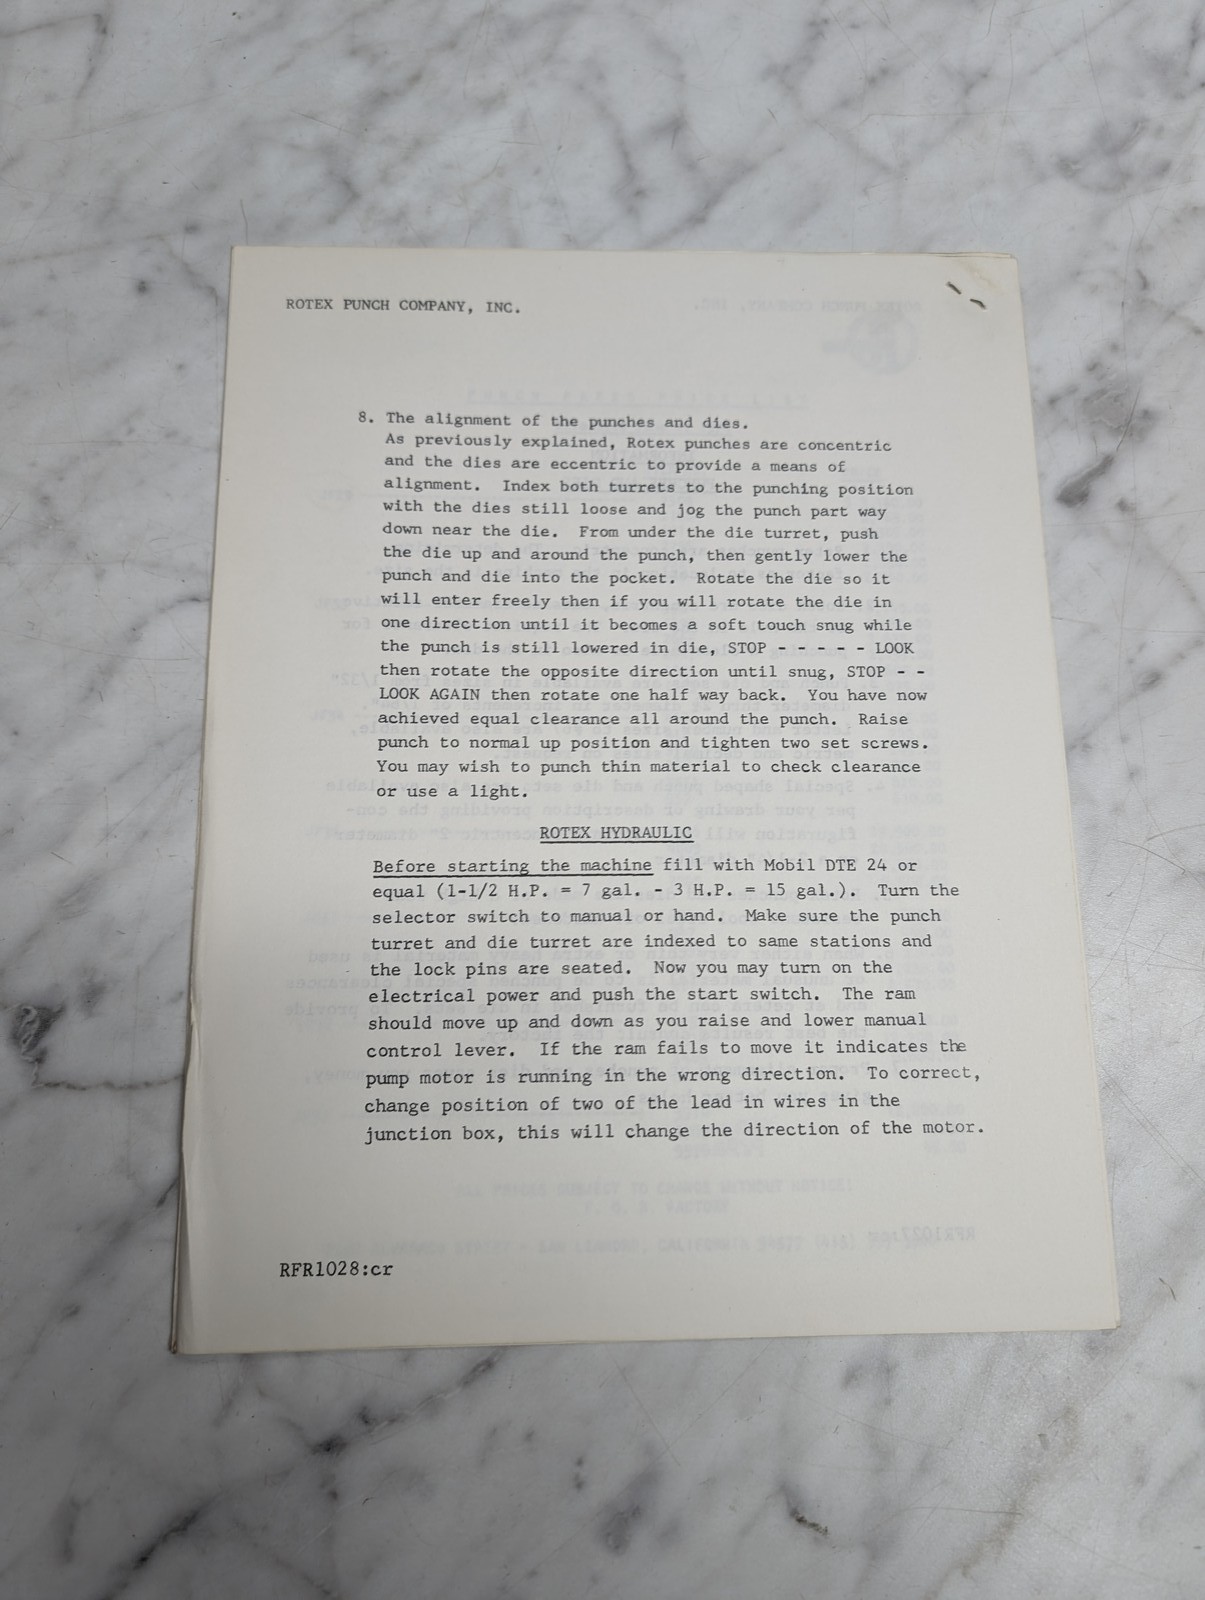 ROTEX PUNCH COMPANY, INC.
8. The alignment of the punches and dies.
As previously explained, Rotex punches are concentric
and the dies are eccentric to provide a means of
alignment. Index both turrets to the punching position
with the dies still loose and jog the punch part way
down near the die. From under the die turret, push
the die up and around the punch, then gently lower the
punch and die into the pocket. Rotate the die so it
will enter freely then if you will rotate the die in
one direction until it becomes a soft touch snug while
the punch is still lowered in die, STOP - - - - - LOOK
then rotate the opposite direction until snug, STOP - -
LOOK AGAIN then rotate one half way back. You have now
achieved equal clearance all around the punch. Raise
punch to normal up position and tighten two set screws.
You may wish to punch thin material to check clearance
or use a light.
ROTEX HYDRAULIC
Before starting the machine fill with Mobil DTE 24 or
equal (1-1/2 H.P. = 7 gal. - 3 H.P. = 15 gal.). Turn the
selector switch to manual or hand. Make sure the punch
turret and die turret are indexed to same stations and
the lock pins are seated. Now you may turn on the
electrical power and push the start switch. The ram
should move up and down as you raise and lower manual
control lever. If the ram fails to move it indicates the
pump motor is running in the wrong direction. To correct,
change position of two of the lead in wires in the
junction box, this will change the direction of the motor.
RFR1028:cr